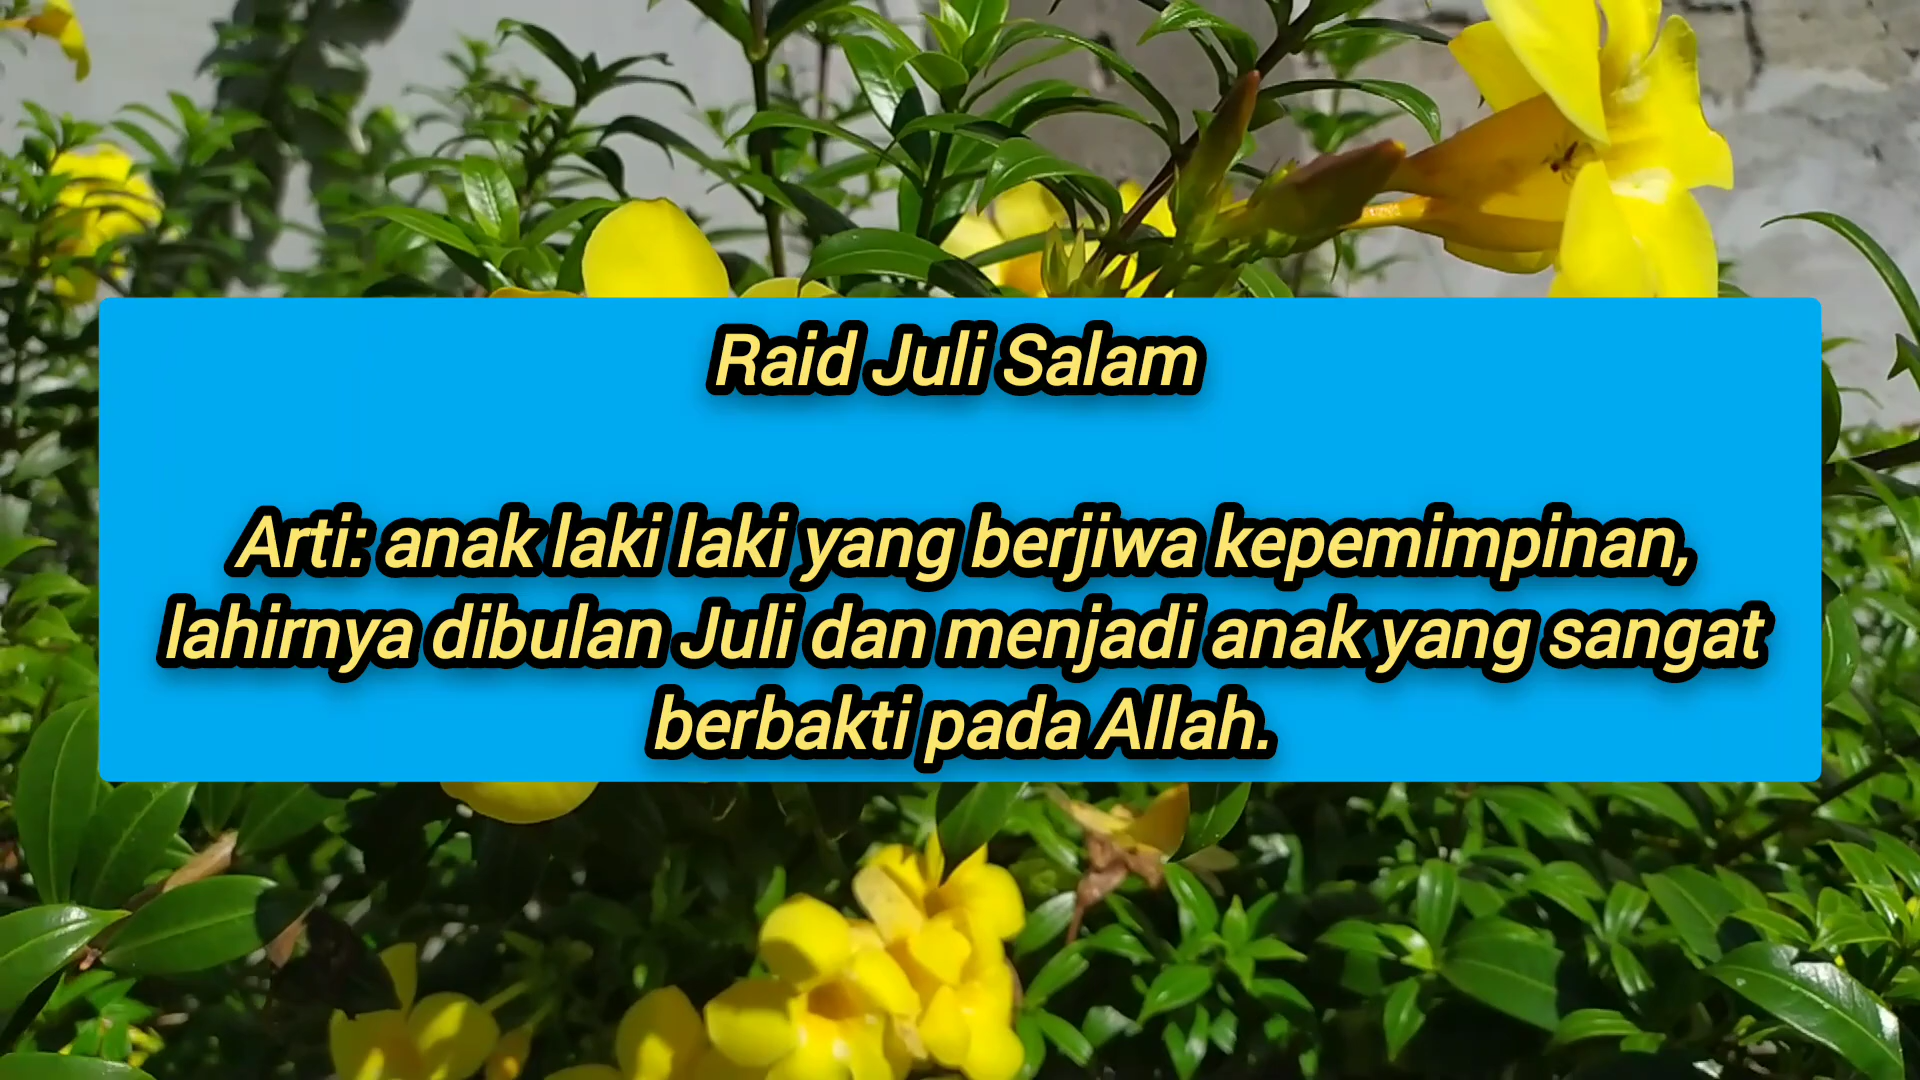 Raid Juli Salam
Arti: anak laki laki yang berjiwa kepemimpinan,
lahirnya dibulan Juli dan menjadi anak yang sangat
berbakti pada Allah.